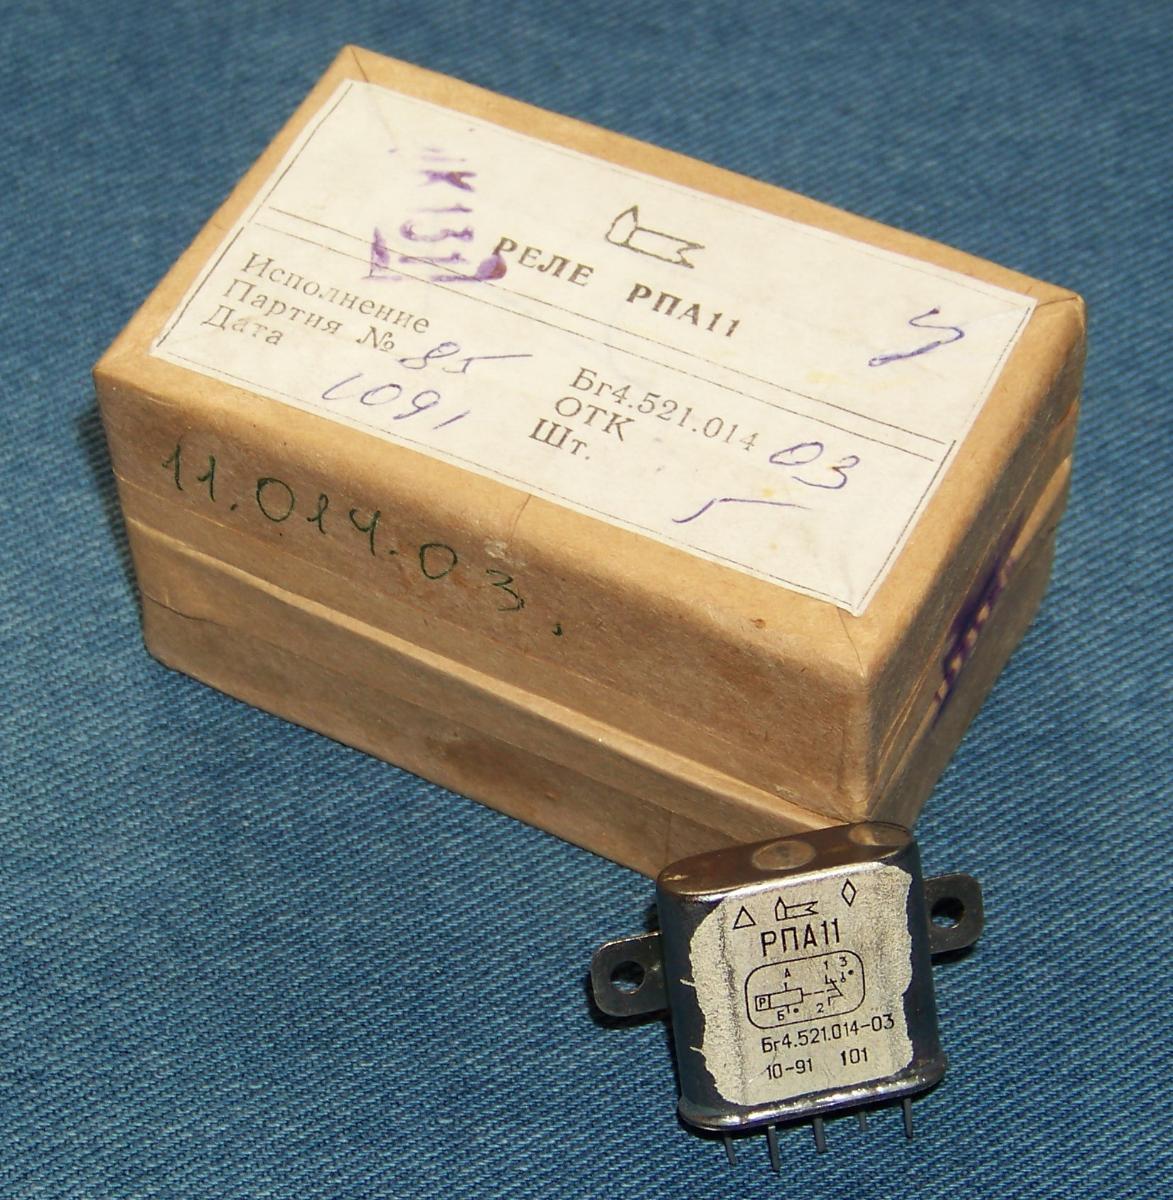 К131
РЕЛЕ РПА11
У
Исполнение Бг4.521.014 03
Партия № 85 ОТК
Дата 1091 Шт. 5
11.014.03.
РПА11
А 1 3
Р
Б 2
Бг4.521.014-03
10-91 101